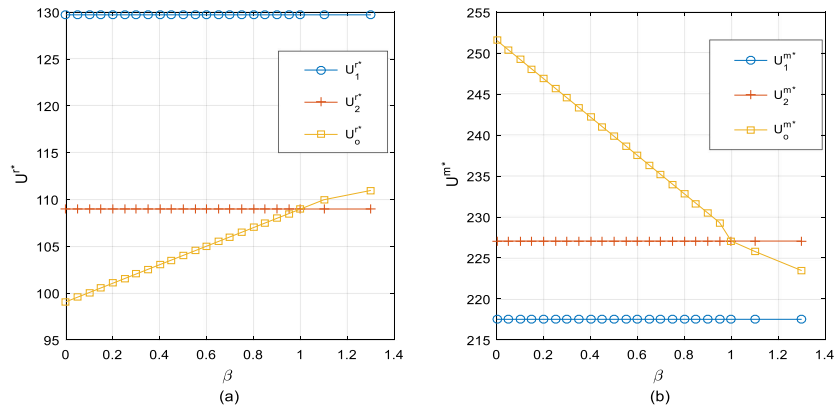 130
125
120
115
110
105
100
95
U^{r*}
0 0.2 0.4 0.6 0.8 1 1.2 1.4
β
(a)
U_1^{r*}
U_2^{r*}
U_o^{r*}
255
250
245
240
235
230
225
220
215
U^{m*}
0 0.2 0.4 0.6 0.8 1 1.2 1.4
β
(b)
U_1^{m*}
U_2^{m*}
U_o^{m*}